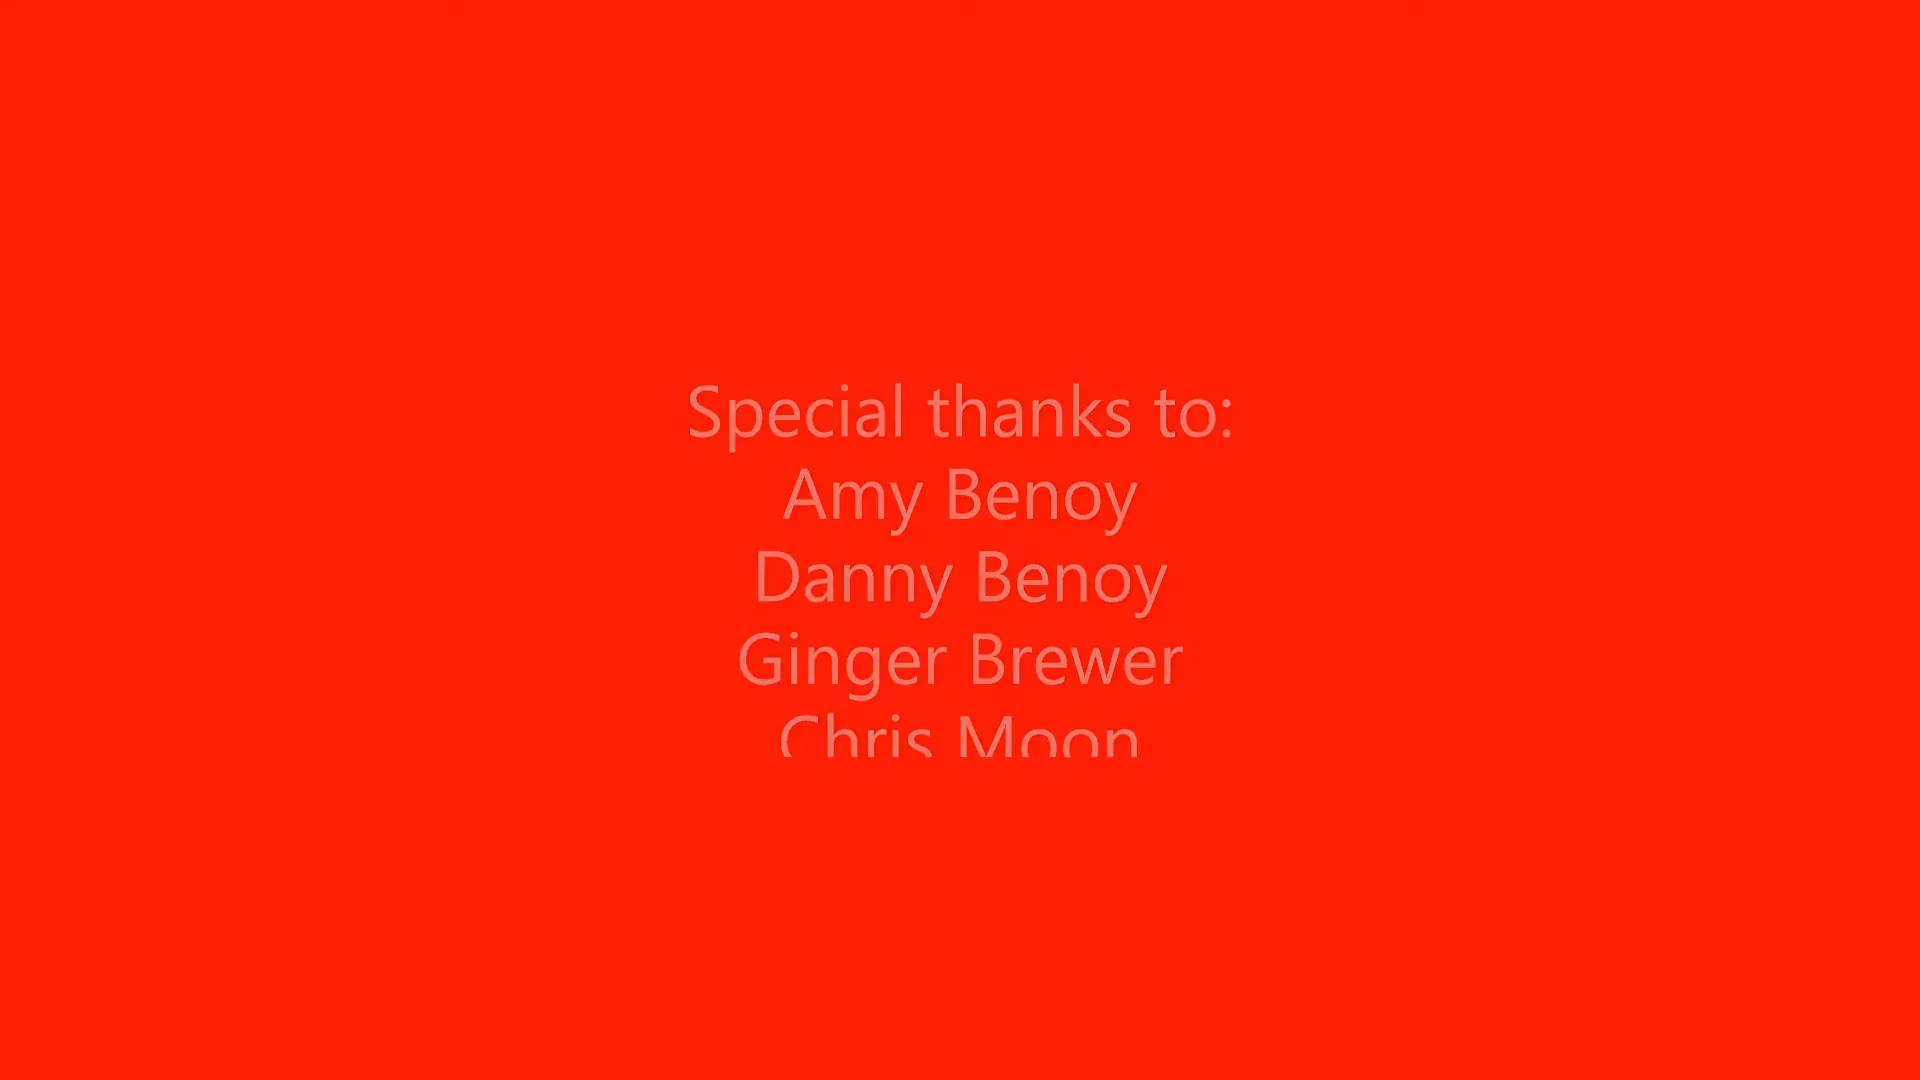 Special thanks to:
Amy Benoy
Danny Benoy
Ginger Brewer
Chris Moon